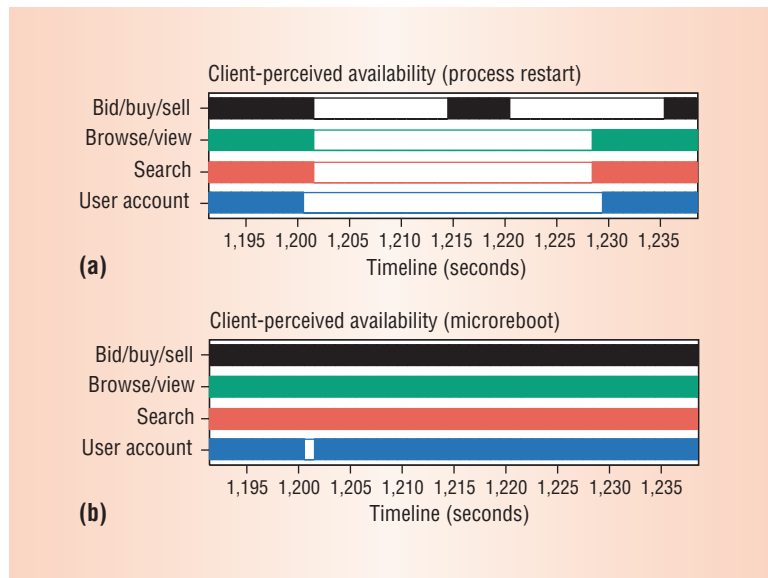 Client-perceived availability (process restart)
Bid/buy/sell
Browse/view
Search
User account
1,195 1,200 1,205 1,210 1,215 1,220 1,225 1,230 1,235
(a)
Timeline (seconds)
Client-perceived availability (microreboot)
Bid/buy/sell
Browse/view
Search
User account
1,195 1,200 1,205 1,210 1,215 1,220 1,225 1,230 1,235
(b)
Timeline (seconds)